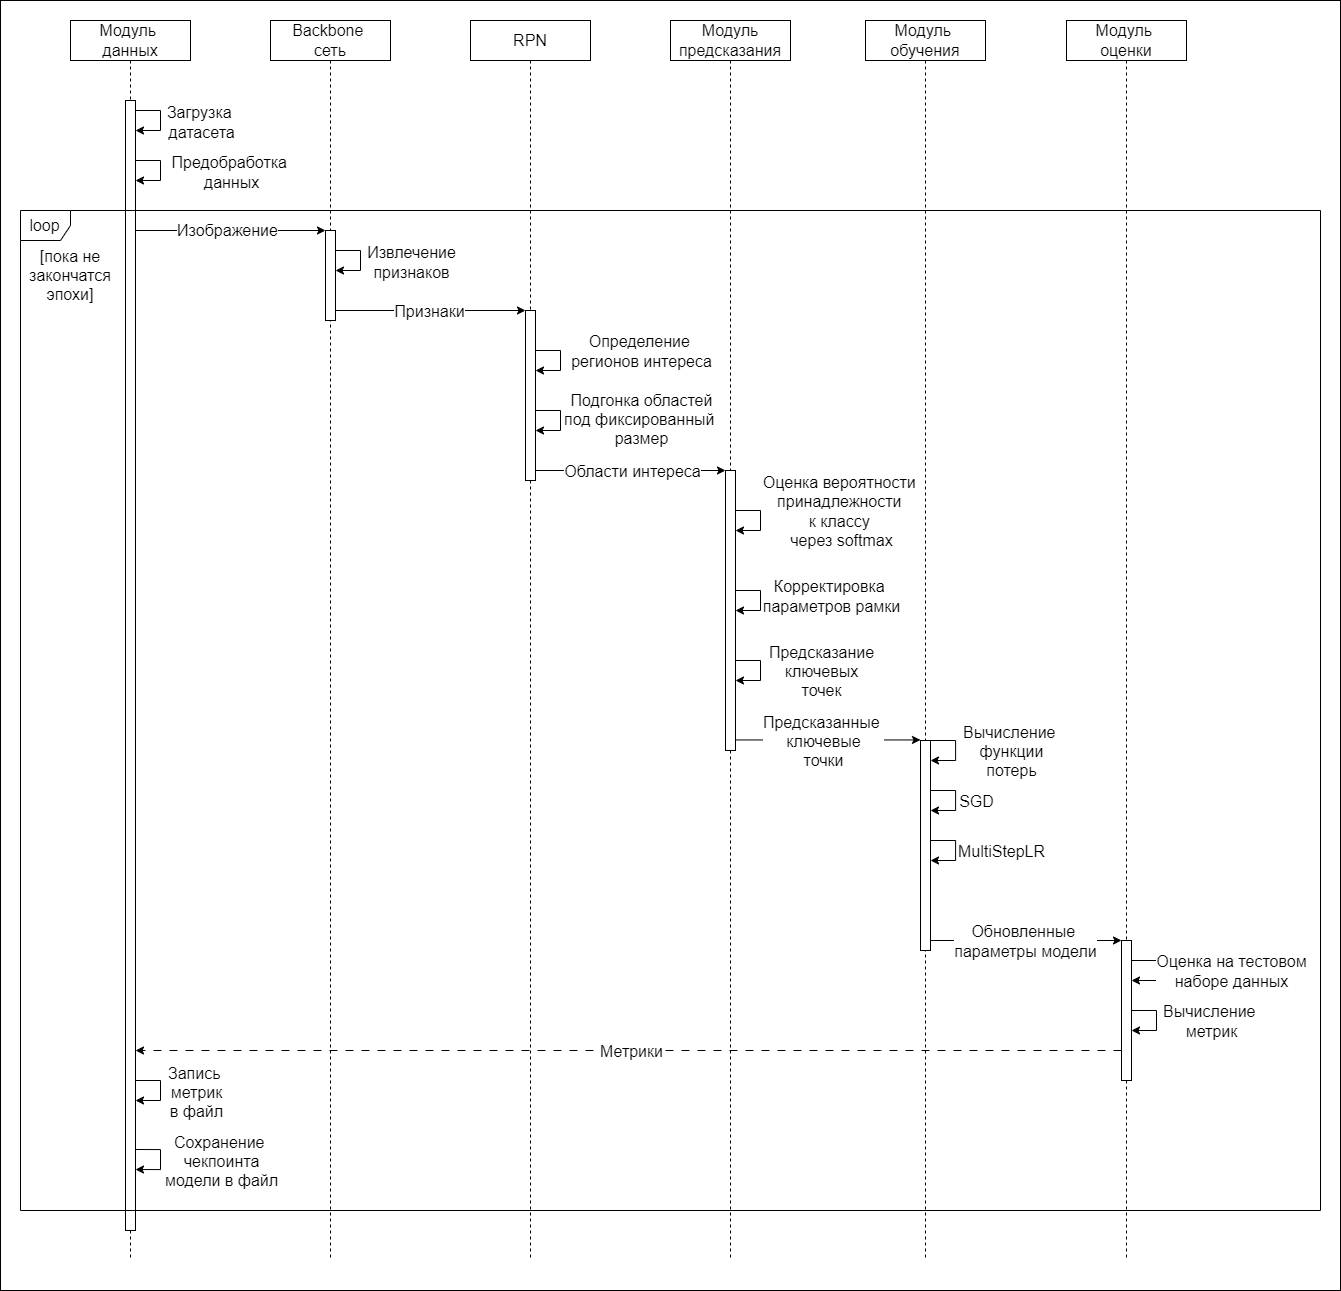 Модуль
данных
Backbone
сеть
RPN
Модуль
предсказания
Модуль
обучения
Модуль
оценки
Загрузка
датасета
Предобработка
данных
loop
[пока не
закончатся
эпохи]
Изображение
Извлечение
признаков
Признаки
Определение
регионов интереса
Подгонка областей
под фиксированный
размер
Области интереса
Оценка вероятности
принадлежности
к классу
через softmax
Корректировка
параметров рамки
Предсказание
ключевых
точек
Предсказанные
ключевые
точки
Вычисление
функции
потерь
SGD
MultiStepLR
Обновленные
параметры модели
Оценка на тестовом
наборе данных
Вычисление
метрик
Метрики
Запись
метрик
в файл
Сохранение
чекпоинта
модели в файл